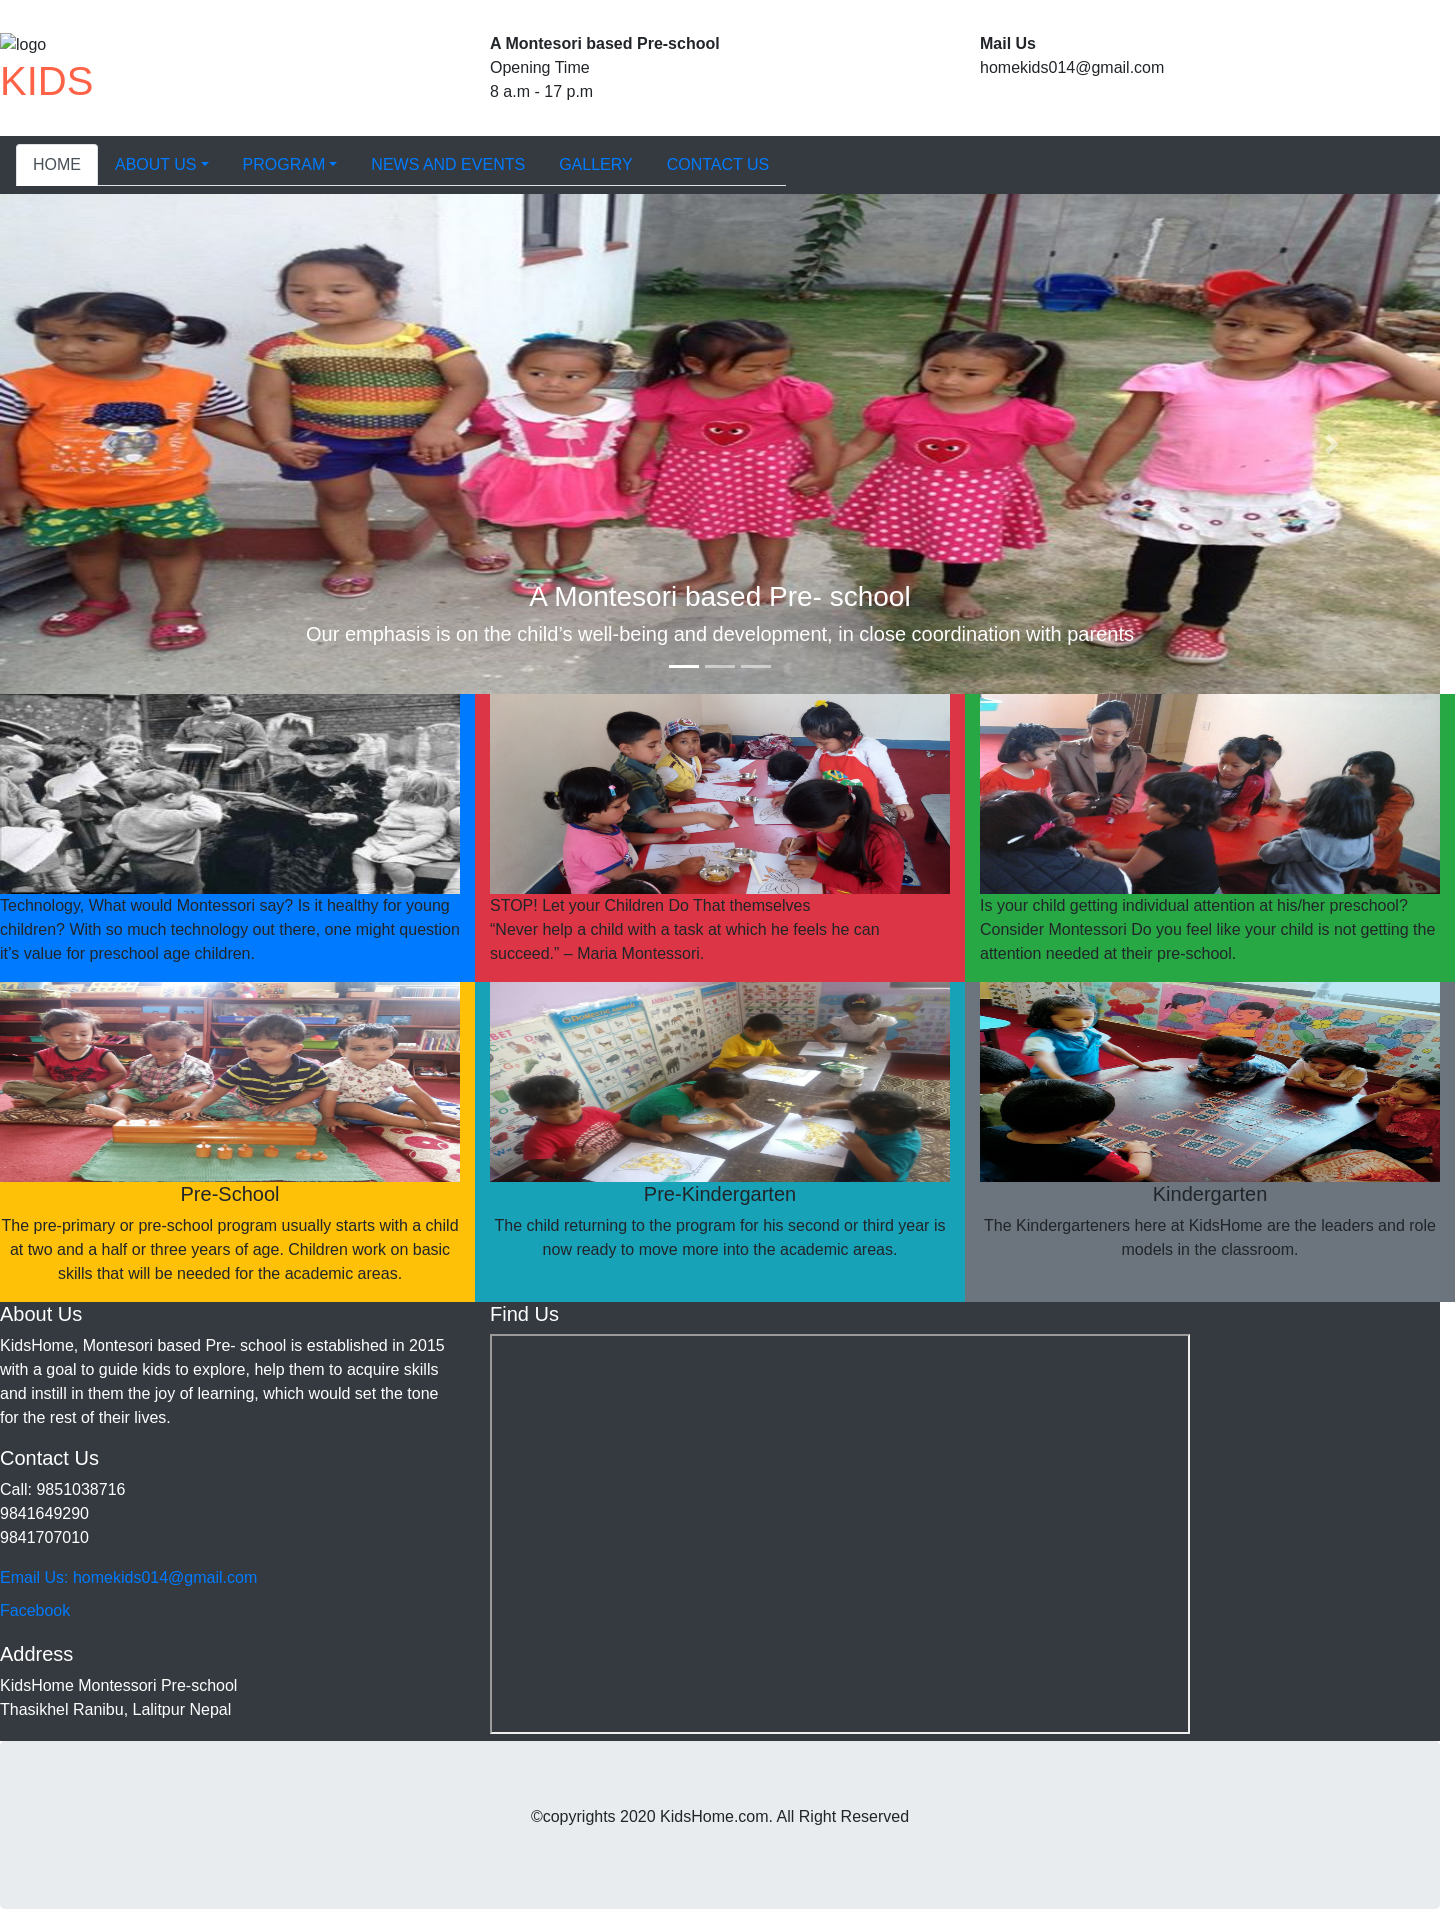 logo
KIDS
A Montesori based Pre-school
Opening Time
8 a.m - 17 p.m
Mail Us
homekids014@gmail.com
HOME
ABOUT US
PROGRAM
NEWS AND EVENTS
GALLERY
CONTACT US
A Montesori based Pre- school
Our emphasis is on the child’s well-being and development, in close coordination with parents
Technology, What would Montessori say? Is it healthy for young
children? With so much technology out there, one might question
it’s value for preschool age children.
STOP! Let your Children Do That themselves
“Never help a child with a task at which he feels he can
succeed.” – Maria Montessori.
Is your child getting individual attention at his/her preschool?
Consider Montessori Do you feel like your child is not getting the
attention needed at their pre-school.
Pre-School
The pre-primary or pre-school program usually starts with a child
at two and a half or three years of age. Children work on basic
skills that will be needed for the academic areas.
Pre-Kindergarten
The child returning to the program for his second or third year is
now ready to move more into the academic areas.
Kindergarten
The Kindergarteners here at KidsHome are the leaders and role
models in the classroom.
About Us
KidsHome, Montesori based Pre- school is established in 2015
with a goal to guide kids to explore, help them to acquire skills
and instill in them the joy of learning, which would set the tone
for the rest of their lives.
Contact Us
Call: 9851038716
9841649290
9841707010
Email Us: homekids014@gmail.com
Facebook
Address
KidsHome Montessori Pre-school
Thasikhel Ranibu, Lalitpur Nepal
Find Us
©copyrights 2020 KidsHome.com. All Right Reserved